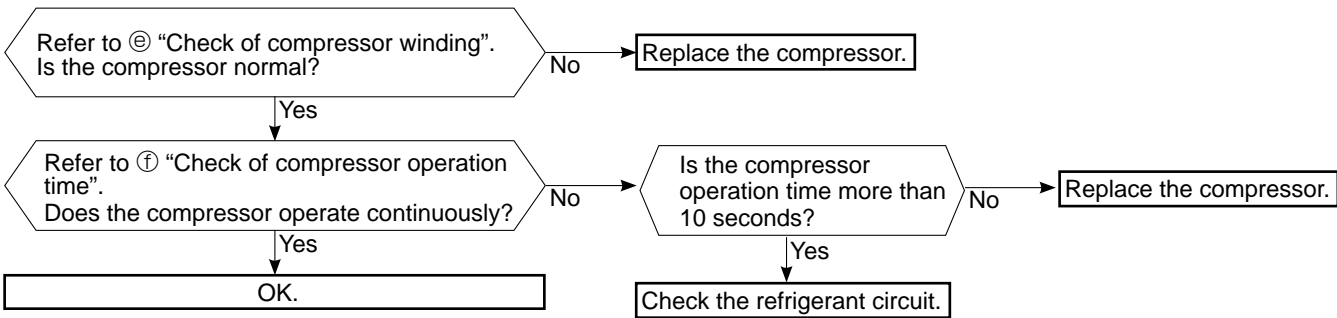 Refer to ⓔ “Check of compressor winding”.
Is the compressor normal?
No
Replace the compressor.
Yes
Refer to ⓕ “Check of compressor operation
time”.
Does the compressor operate continuously?
No
Is the compressor
operation time more than
10 seconds?
No
Replace the compressor.
Yes
OK.
Yes
Check the refrigerant circuit.